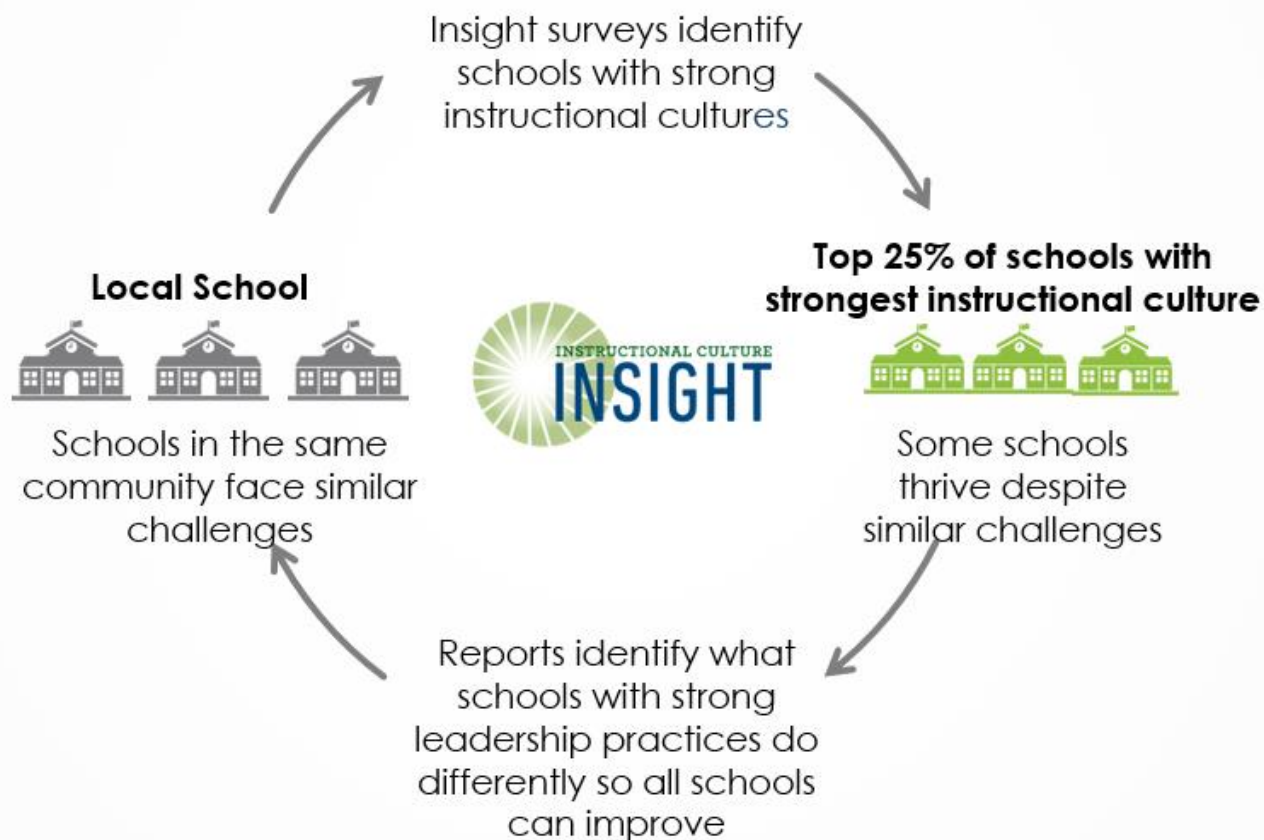 Insight surveys identify
schools with strong
instructional cultures
Local School
Schools in the same
community face similar
challenges
INSTRUCTIONAL CULTURE
INSIGHT
Top 25% of schools with
strongest instructional culture
Some schools
thrive despite
similar challenges
Reports identify what
schools with strong
leadership practices do
differently so all schools
can improve